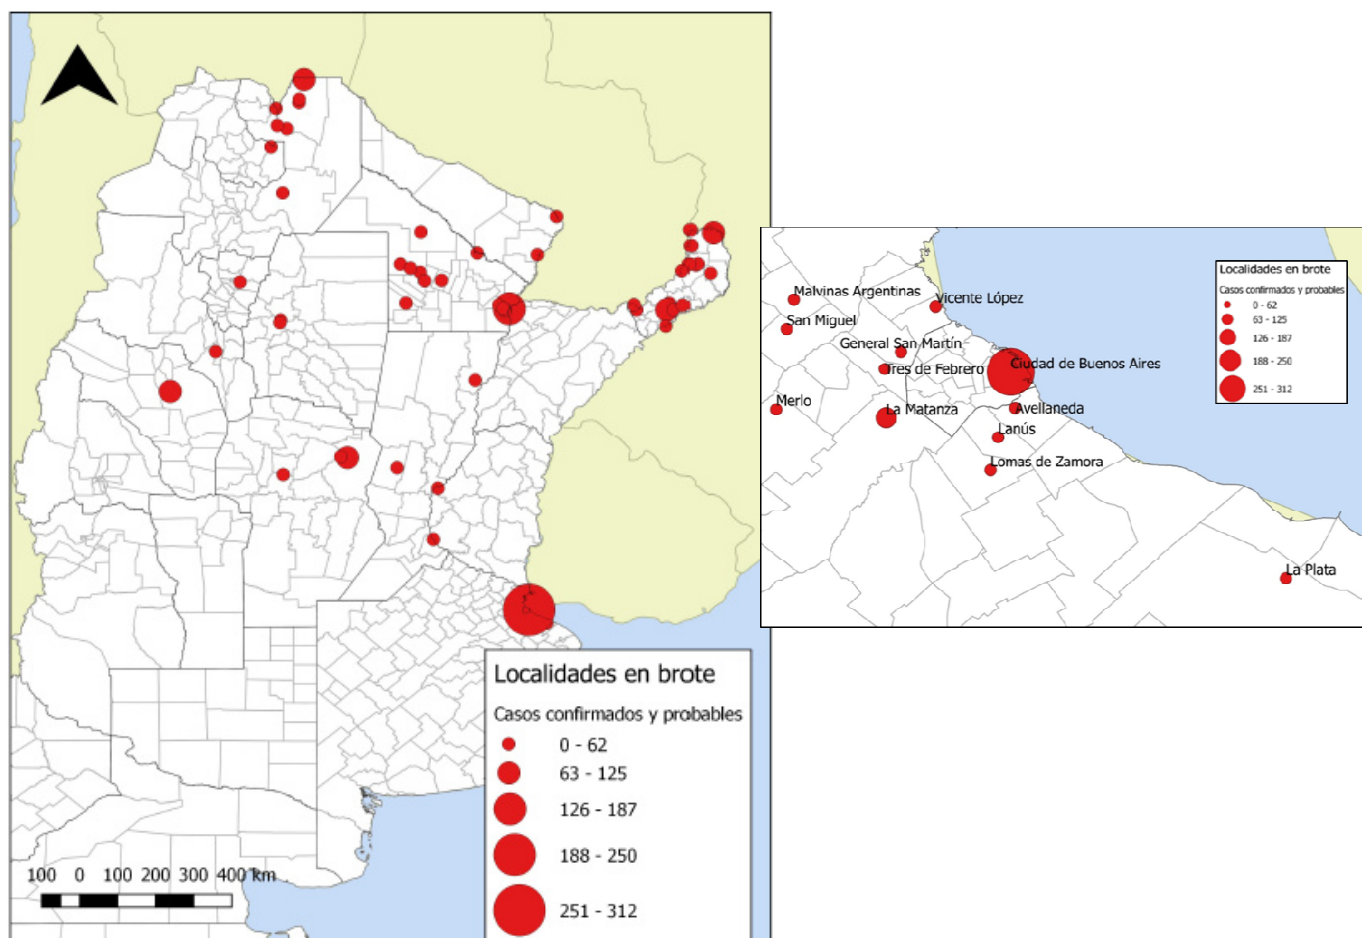 Localidades en brote
Casos confirmados y probables
0 - 62
63 - 125
126 - 187
188 - 250
251 - 312
100 0 100 200 300 400 km
Malvinas Argentinas
Vicente López
San Miguel
General San Martín
Tres de Febrero
Ciudad de Buenos Aires
Merlo
La Matanza
Avellaneda
Lanús
Lomas de Zamora
La Plata
Localidades en brote
Casos confirmados y probables
0 - 62
63 - 125
126 - 187
188 - 250
251 - 312